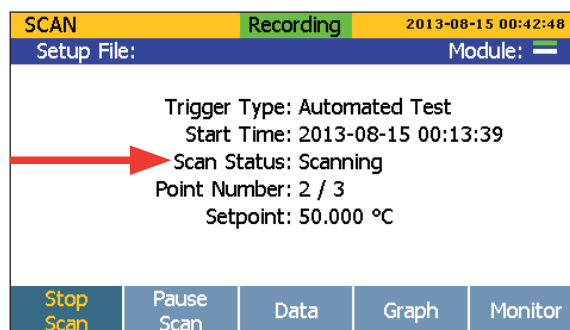 SCAN Recording 2013-08-15 00:42:48
Setup File: Module:
Trigger Type: Automated Test
Start Time: 2013-08-15 00:13:39
Scan Status: Scanning
Point Number: 2 / 3
Setpoint: 50.000 °C
Stop Scan
Pause Scan
Data
Graph
Monitor